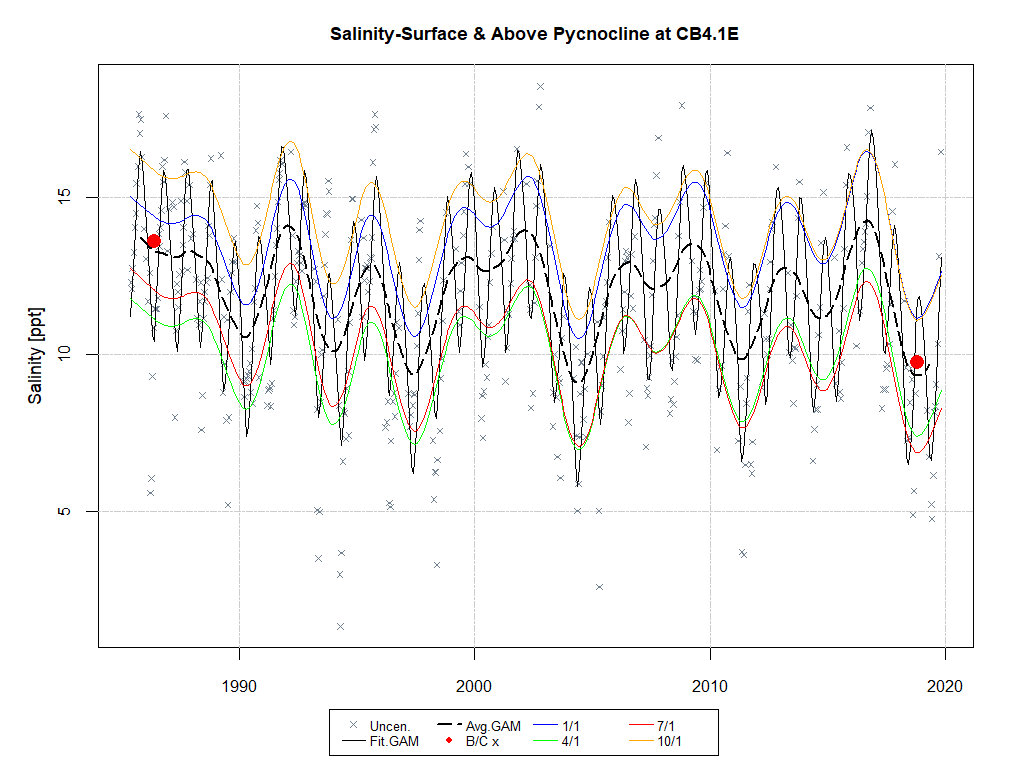 Salinity-Surface & Above Pycnocline at CB4.1E
Salinity [ppt]
15
10
5
1990 2000 2010 2020
Uncen. Avg.GAM 1/1 7/1
Fit.GAM B/C x 4/1 10/1